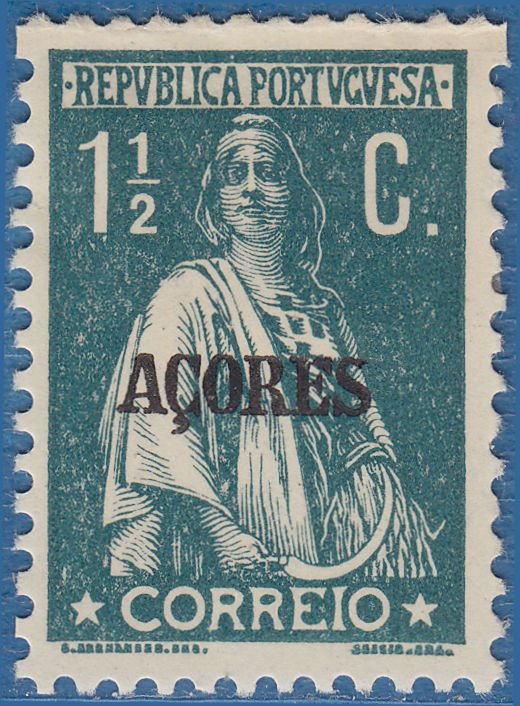 ·REPVBLICA PORTVGVESA·
1 1/2 C.
AÇORES
CORREIO